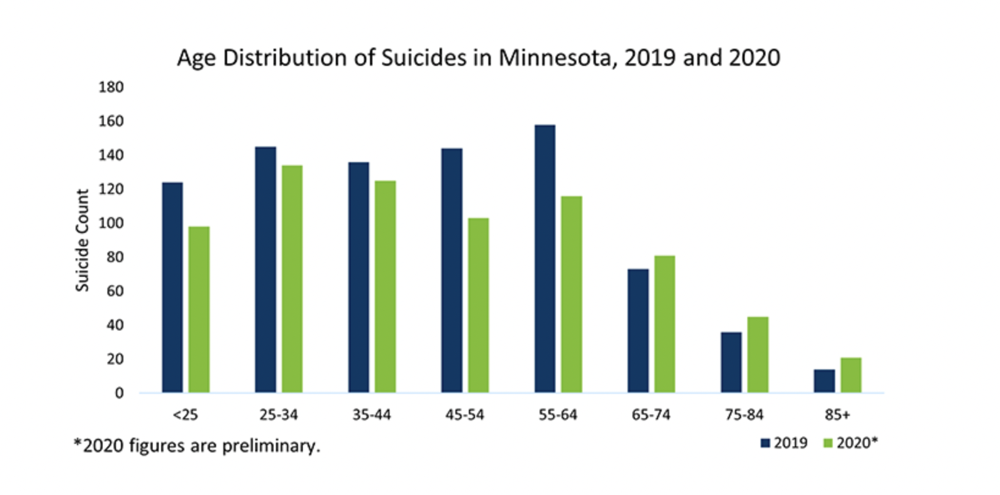 Age Distribution of Suicides in Minnesota, 2019 and 2020
180
160
140
120
100
80
60
40
20
0
Suicide Count
<25 25-34 35-44 45-54 55-64 65-74 75-84 85+
*2020 figures are preliminary.
2019 2020*